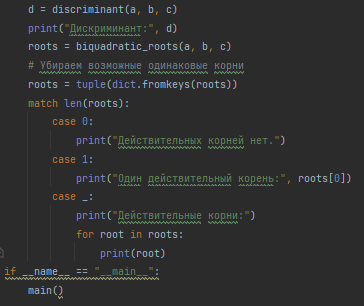 d = discriminant(a, b, c)
print("Дискриминант:", d)
roots = biquadratic_roots(a, b, c)
# Убираем возможные одинаковые корни
roots = tuple(dict.fromkeys(roots))
match len(roots):
case 0:
print("Действительных корней нет.")
case 1:
print("Один действительный корень:", roots[0])
case _:
print("Действительные корни:")
for root in roots:
print(root)
if __name__ == "__main__":
main()